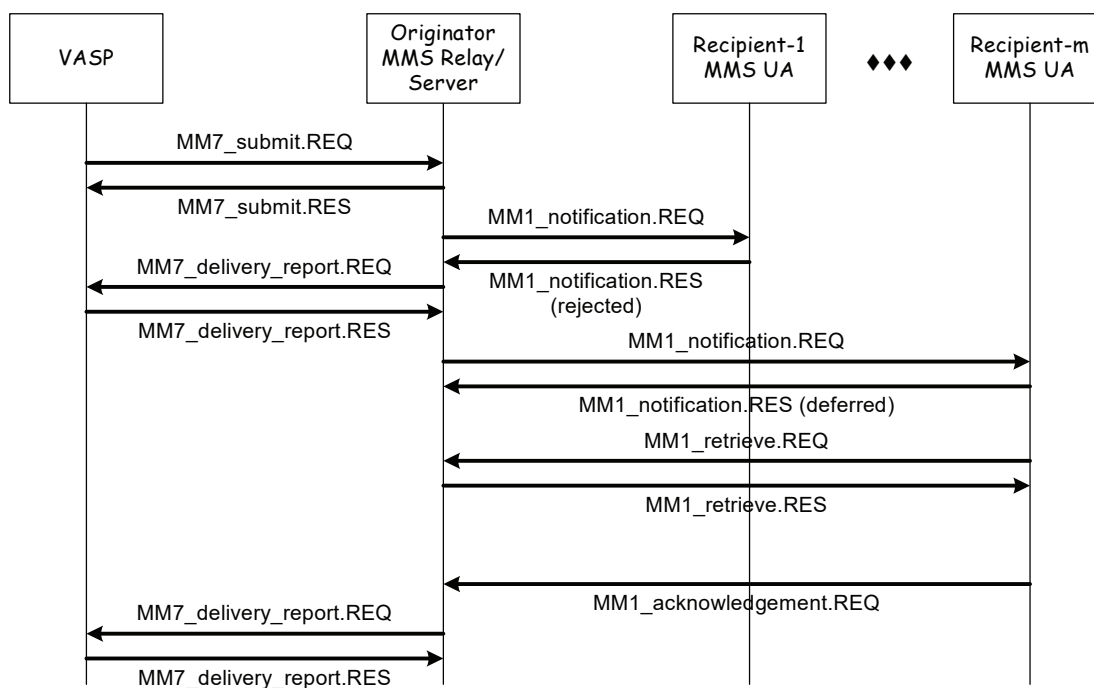 VASP
Originator
MMS Relay/
Server
Recipient-1
MMS UA
♦♦♦
Recipient-m
MMS UA
MM7_submit.REQ
MM7_submit.RES
MM1_notification.REQ
MM7_delivery_report.REQ
MM1_notification.RES
(rejected)
MM7_delivery_report.RES
MM1_notification.REQ
MM1_notification.RES (deferred)
MM1_retrieve.REQ
MM1_retrieve.RES
MM1_acknowledgement.REQ
MM7_delivery_report.REQ
MM7_delivery_report.RES